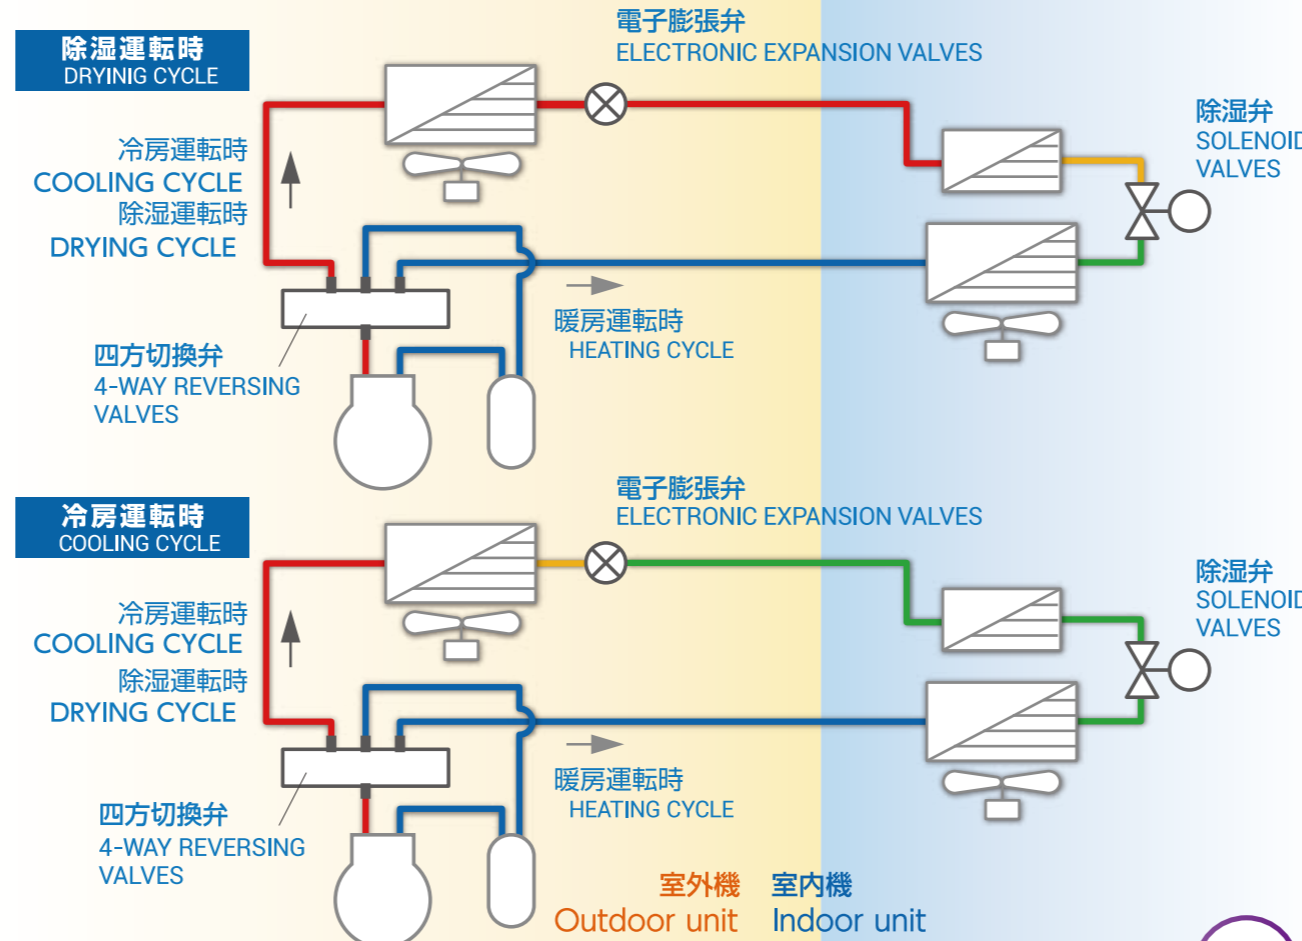 電子膨張弁
ELECTRONIC EXPANSION VALVES
除湿運転時
DRYINIG CYCLE
除湿弁
SOLENOID
VALVES
冷房運転時
COOLING CYCLE
除湿運転時
DRYING CYCLE
暖房運転時
HEATING CYCLE
四方切換弁
4-WAY REVERSING
VALVES
電子膨張弁
ELECTRONIC EXPANSION VALVES
冷房運転時
COOLING CYCLE
除湿弁
SOLENOID
VALVES
冷房運転時
COOLING CYCLE
除湿運転時
DRYING CYCLE
暖房運転時
HEATING CYCLE
四方切換弁
4-WAY REVERSING
VALVES
室外機 室内機
Outdoor unit Indoor unit